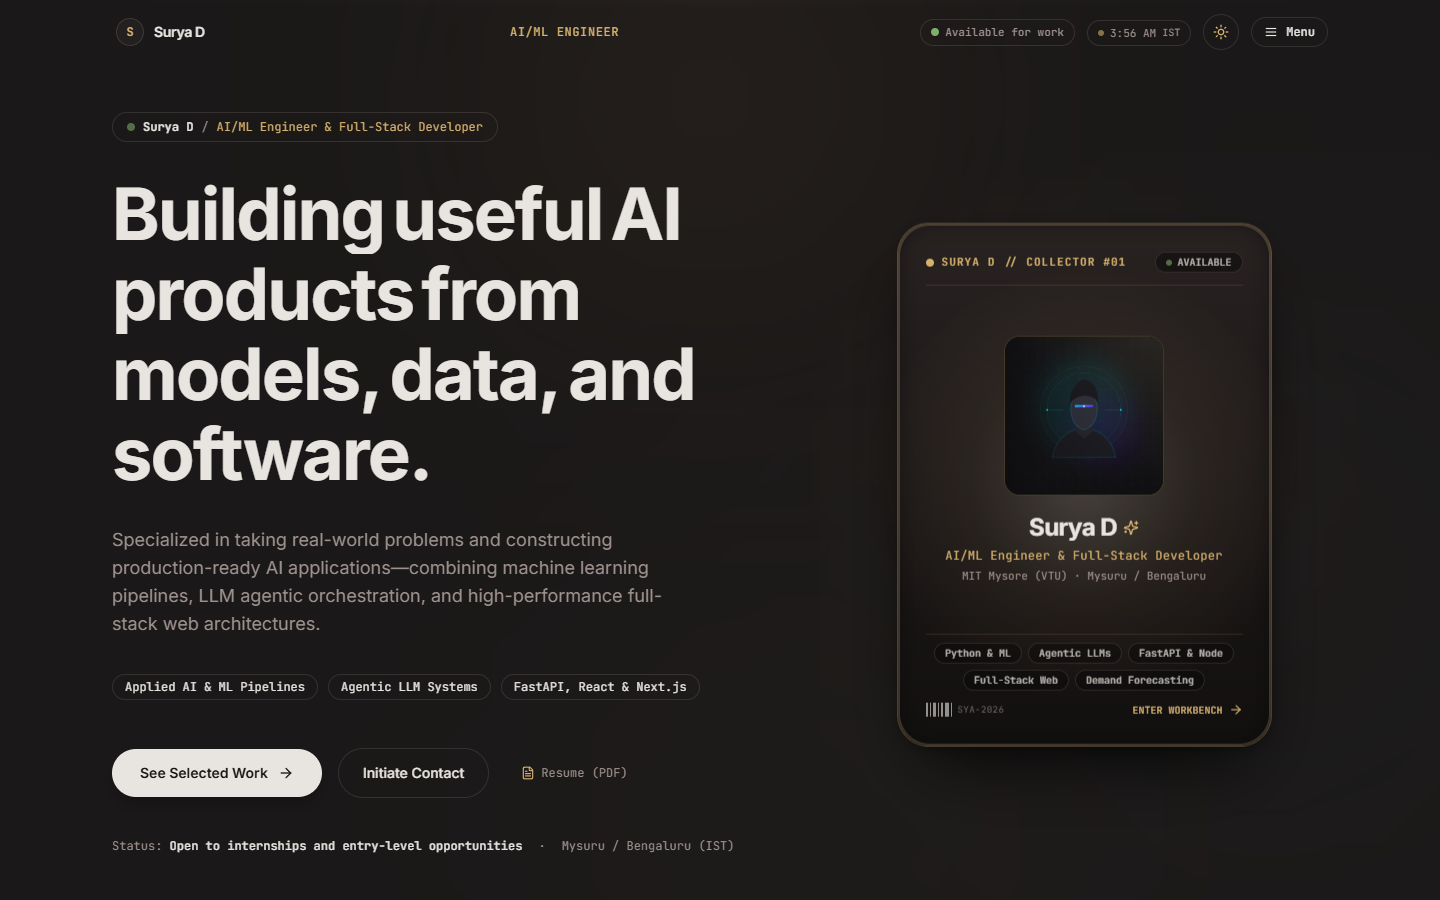 S Surya D
AI/ML ENGINEER
Available for work
3:56 AM IST
Menu
Surya D / AI/ML Engineer & Full-Stack Developer
Building useful AI
products from
models, data, and
software.
Specialized in taking real-world problems and constructing
production-ready AI applications—combining machine learning
pipelines, LLM agentic orchestration, and high-performance full-
stack web architectures.
Applied AI & ML Pipelines
Agentic LLM Systems
FastAPI, React & Next.js
See Selected Work →
Initiate Contact
Resume (PDF)
Status: Open to internships and entry-level opportunities · Mysuru / Bengaluru (IST)
SURYA D // COLLECTOR #01
AVAILABLE
Surya D
AI/ML Engineer & Full-Stack Developer
MIT Mysore (VTU) · Mysuru / Bengaluru
Python & ML
Agentic LLMs
FastAPI & Node
Full-Stack Web
Demand Forecasting
SYA-2026
ENTER WORKBENCH →